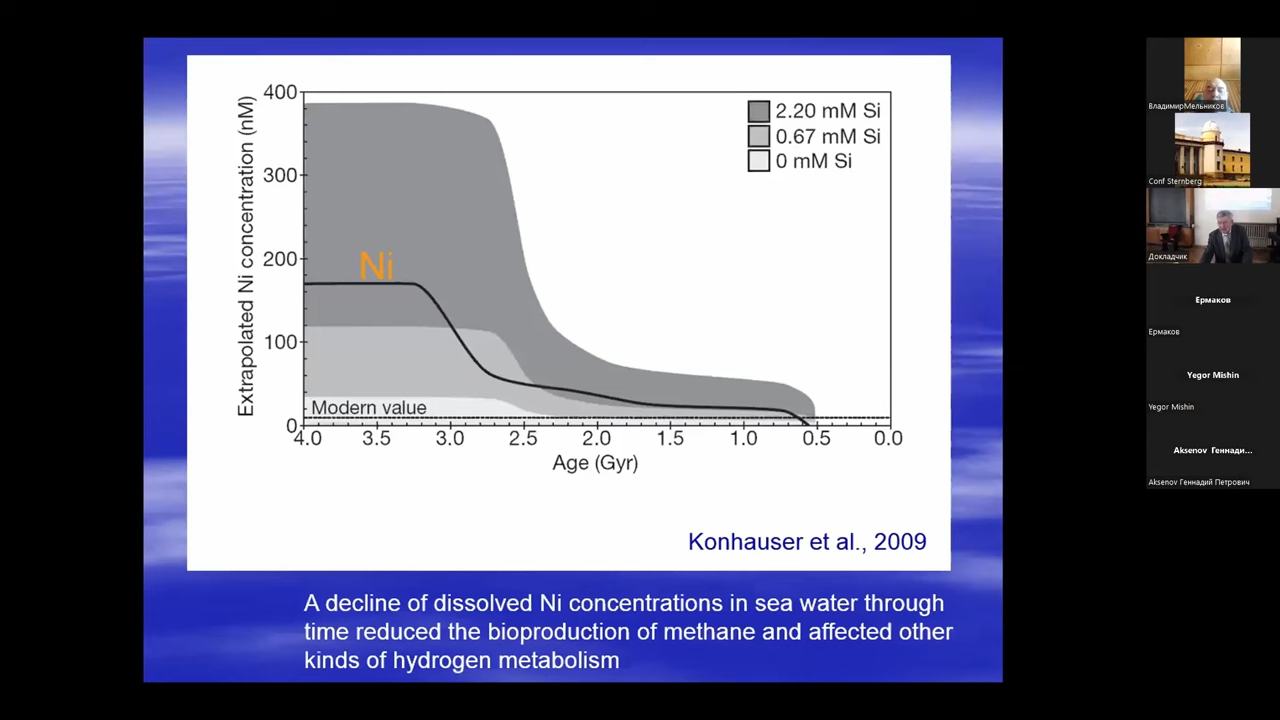 400
300
200
100
0
Extrapolated Ni concentration (nM)
2.20 mM Si
0.67 mM Si
0 mM Si
Ni
Modern value
4.0 3.5 3.0 2.5 2.0 1.5 1.0 0.5 0.0
Age (Gyr)
Konhauser et al., 2009
A decline of dissolved Ni concentrations in sea water through
time reduced the bioproduction of methane and affected other
kinds of hydrogen metabolism
ВладимирМельников
Conf Sternberg
Докладчик
Ермаков
Ермаков
Yegor Mishin
Yegor Mishin
Aksenov Геннади...
Aksenov Геннадий Петрович